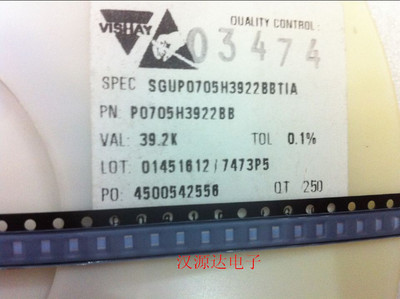 VISHAY
QUALITY CONTROL:
03474
SPEC SGUP0705H3922BBTIA
PN: P0705H3922BB
VAL: 39.2K TOL 0.1%
LOT: 01451612/7473P5
PO: 4500542556 QT 250
汉源达电子